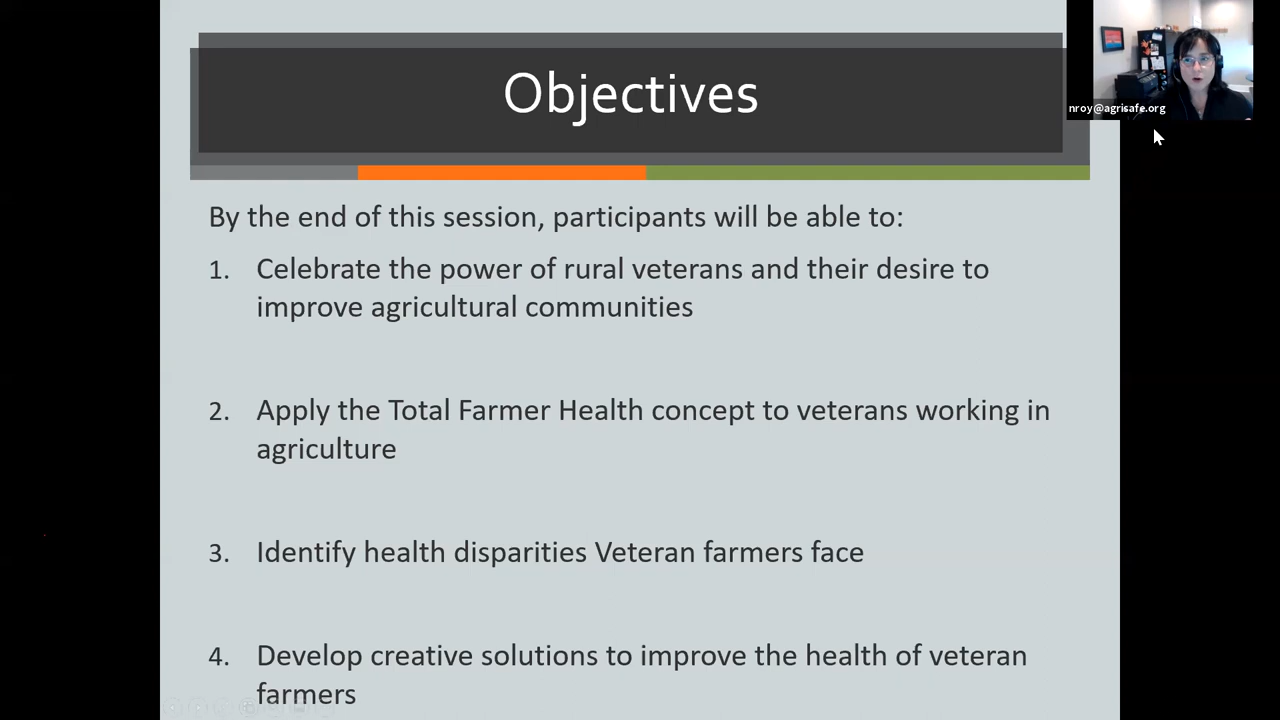 Objectives
nroy@agrisafe.org
By the end of this session, participants will be able to:
1. Celebrate the power of rural veterans and their desire to
improve agricultural communities
2. Apply the Total Farmer Health concept to veterans working in
agriculture
3. Identify health disparities Veteran farmers face
4. Develop creative solutions to improve the health of veteran
farmers